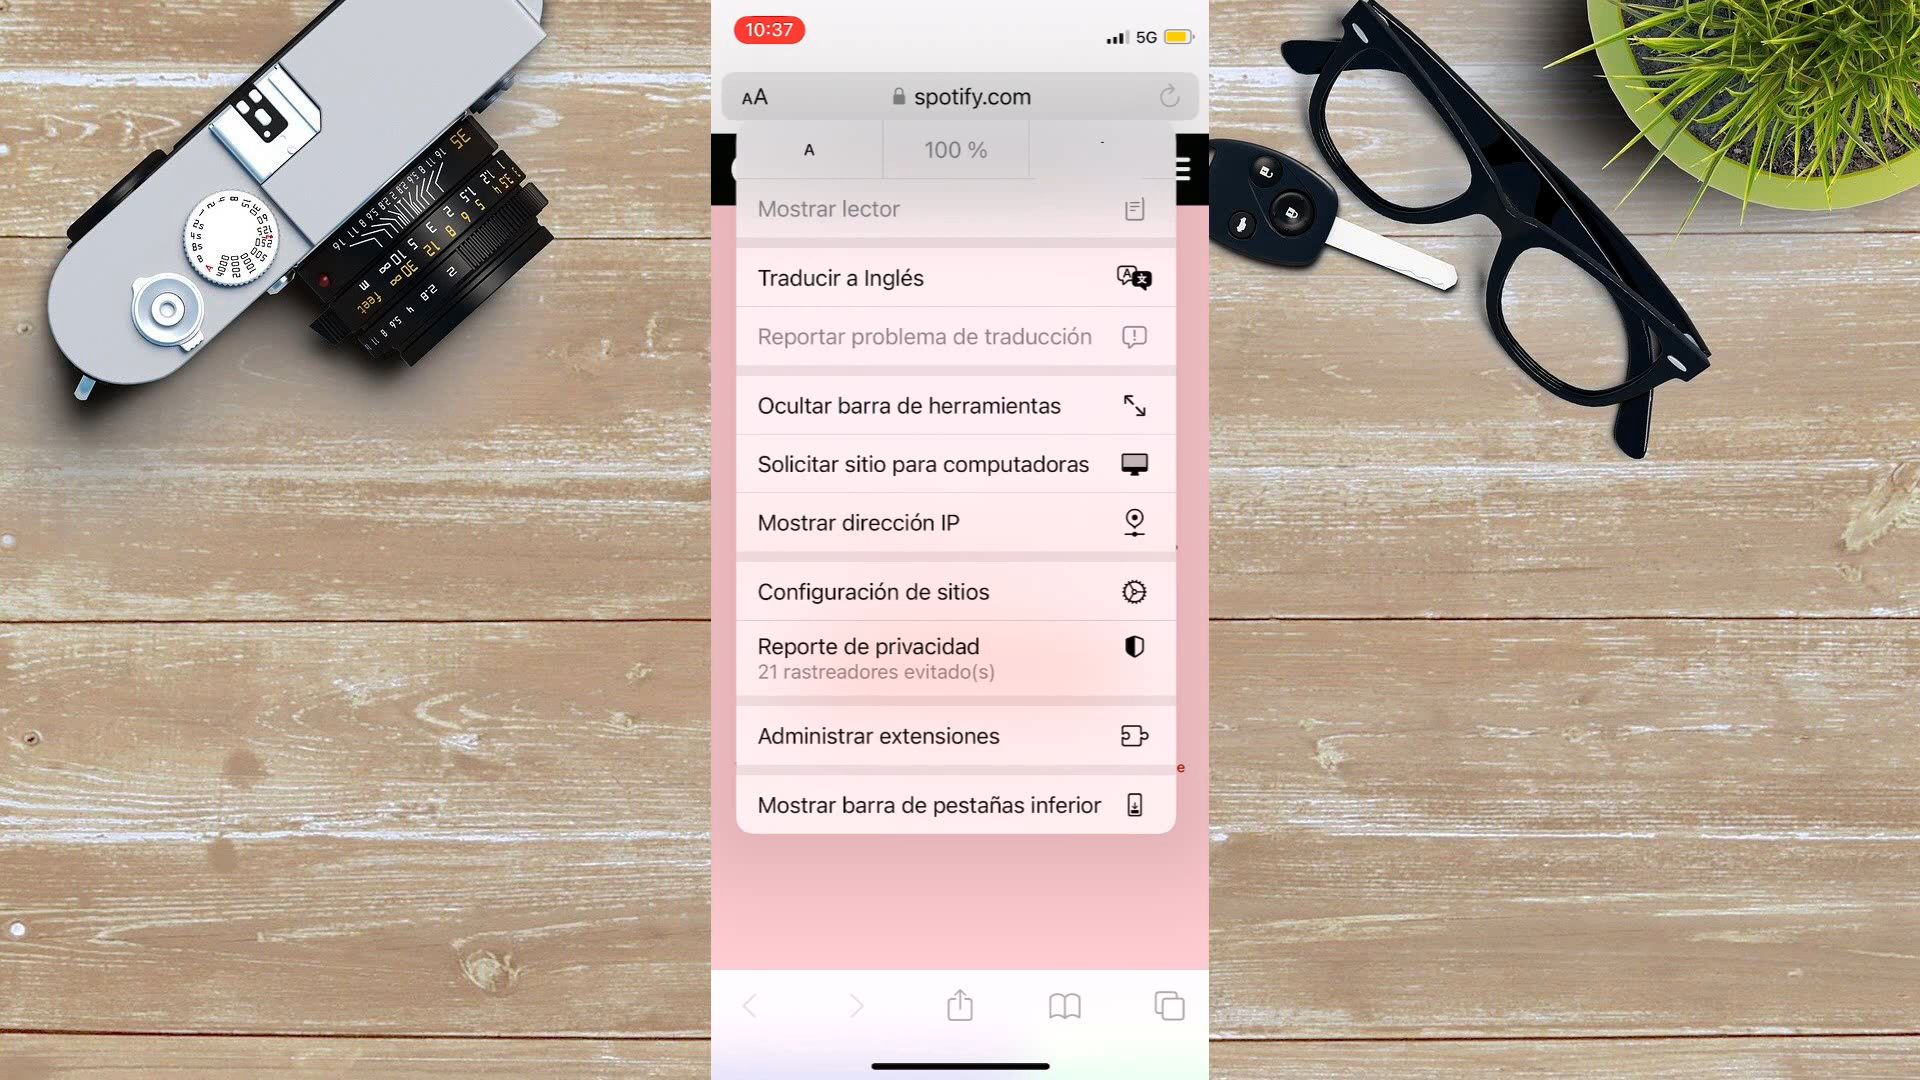 10:37
5G
AA
spotify.com
A
100 %
Mostrar lector
Traducir a Inglés
Reportar problema de traducción
Ocultar barra de herramientas
Solicitar sitio para computadoras
Mostrar dirección IP
Configuración de sitios
Reporte de privacidad
21 rastreadores evitado(s)
Administrar extensiones
Mostrar barra de pestañas inferior
e
35
feet
m